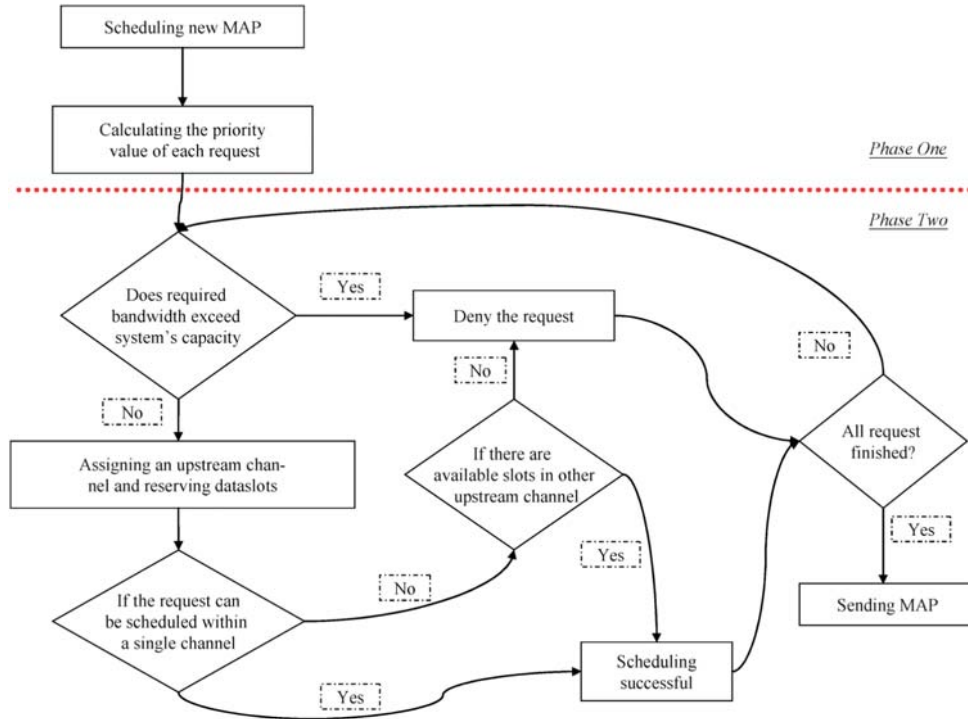 Scheduling new MAP
Calculating the priority
value of each request
Phase One
Phase Two
Does required
bandwidth exceed
system's capacity
Yes
Deny the request
No
No
No
All request
finished?
Assigning an upstream chan-
nel and reserving dataslots
If there are
available slots in other
upstream channel
Yes
Yes
No
If the request can
be scheduled within
a single channel
Sending MAP
Scheduling
successful
Yes